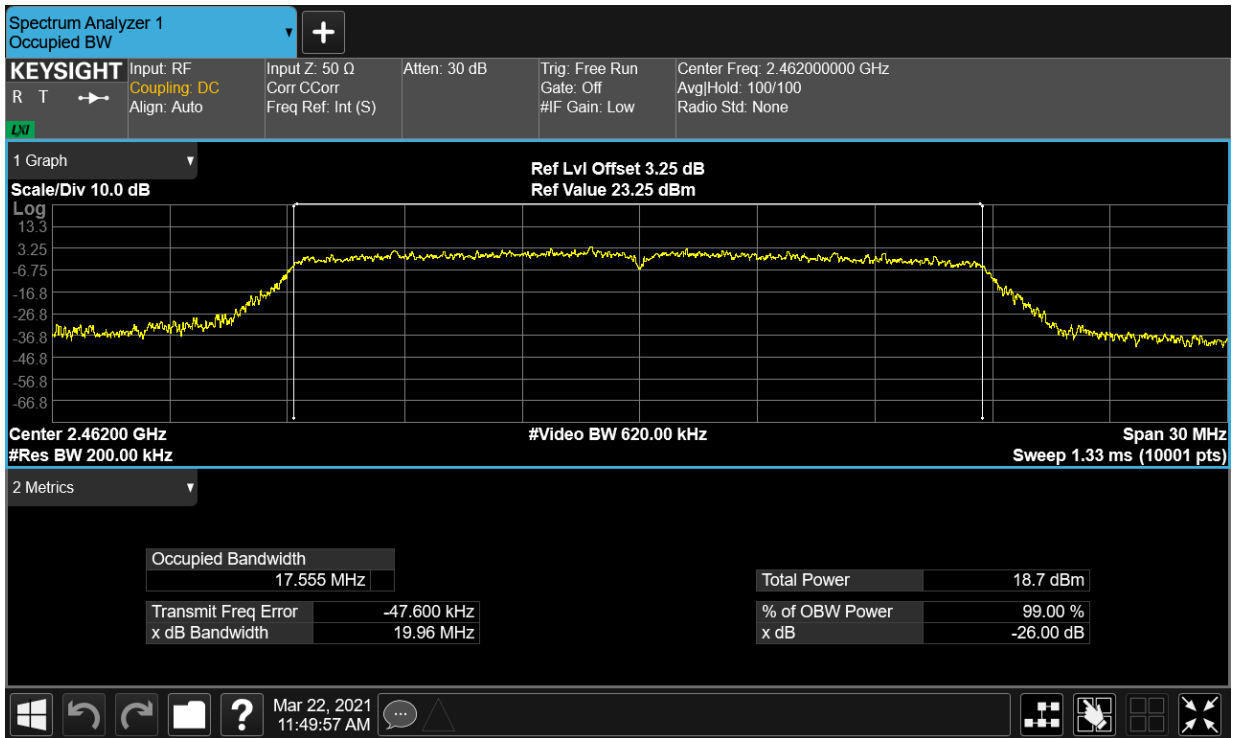 Spectrum Analyzer 1
Occupied BW
KEYSIGHT
R T
LXI
Input: RF
Coupling: DC
Align: Auto
Input Z: 50 Ω
Corr CCorr
Freq Ref: Int (S)
Atten: 30 dB
Trig: Free Run
Gate: Off
#IF Gain: Low
Center Freq: 2.462000000 GHz
Avg|Hold: 100/100
Radio Std: None
1 Graph
Scale/Div 10.0 dB
Ref Lvl Offset 3.25 dB
Ref Value 23.25 dBm
Log
13.3
3.25
-6.75
-16.8
-26.8
-36.8
-46.8
-56.8
-66.8
Center 2.46200 GHz
#Video BW 620.00 kHz
Span 30 MHz
#Res BW 200.00 kHz
Sweep 1.33 ms (10001 pts)
2 Metrics
Occupied Bandwidth
17.555 MHz
Total Power 18.7 dBm
Transmit Freq Error -47.600 kHz
% of OBW Power 99.00 %
x dB Bandwidth 19.96 MHz
x dB -26.00 dB
?
Mar 22, 2021
11:49:57 AM